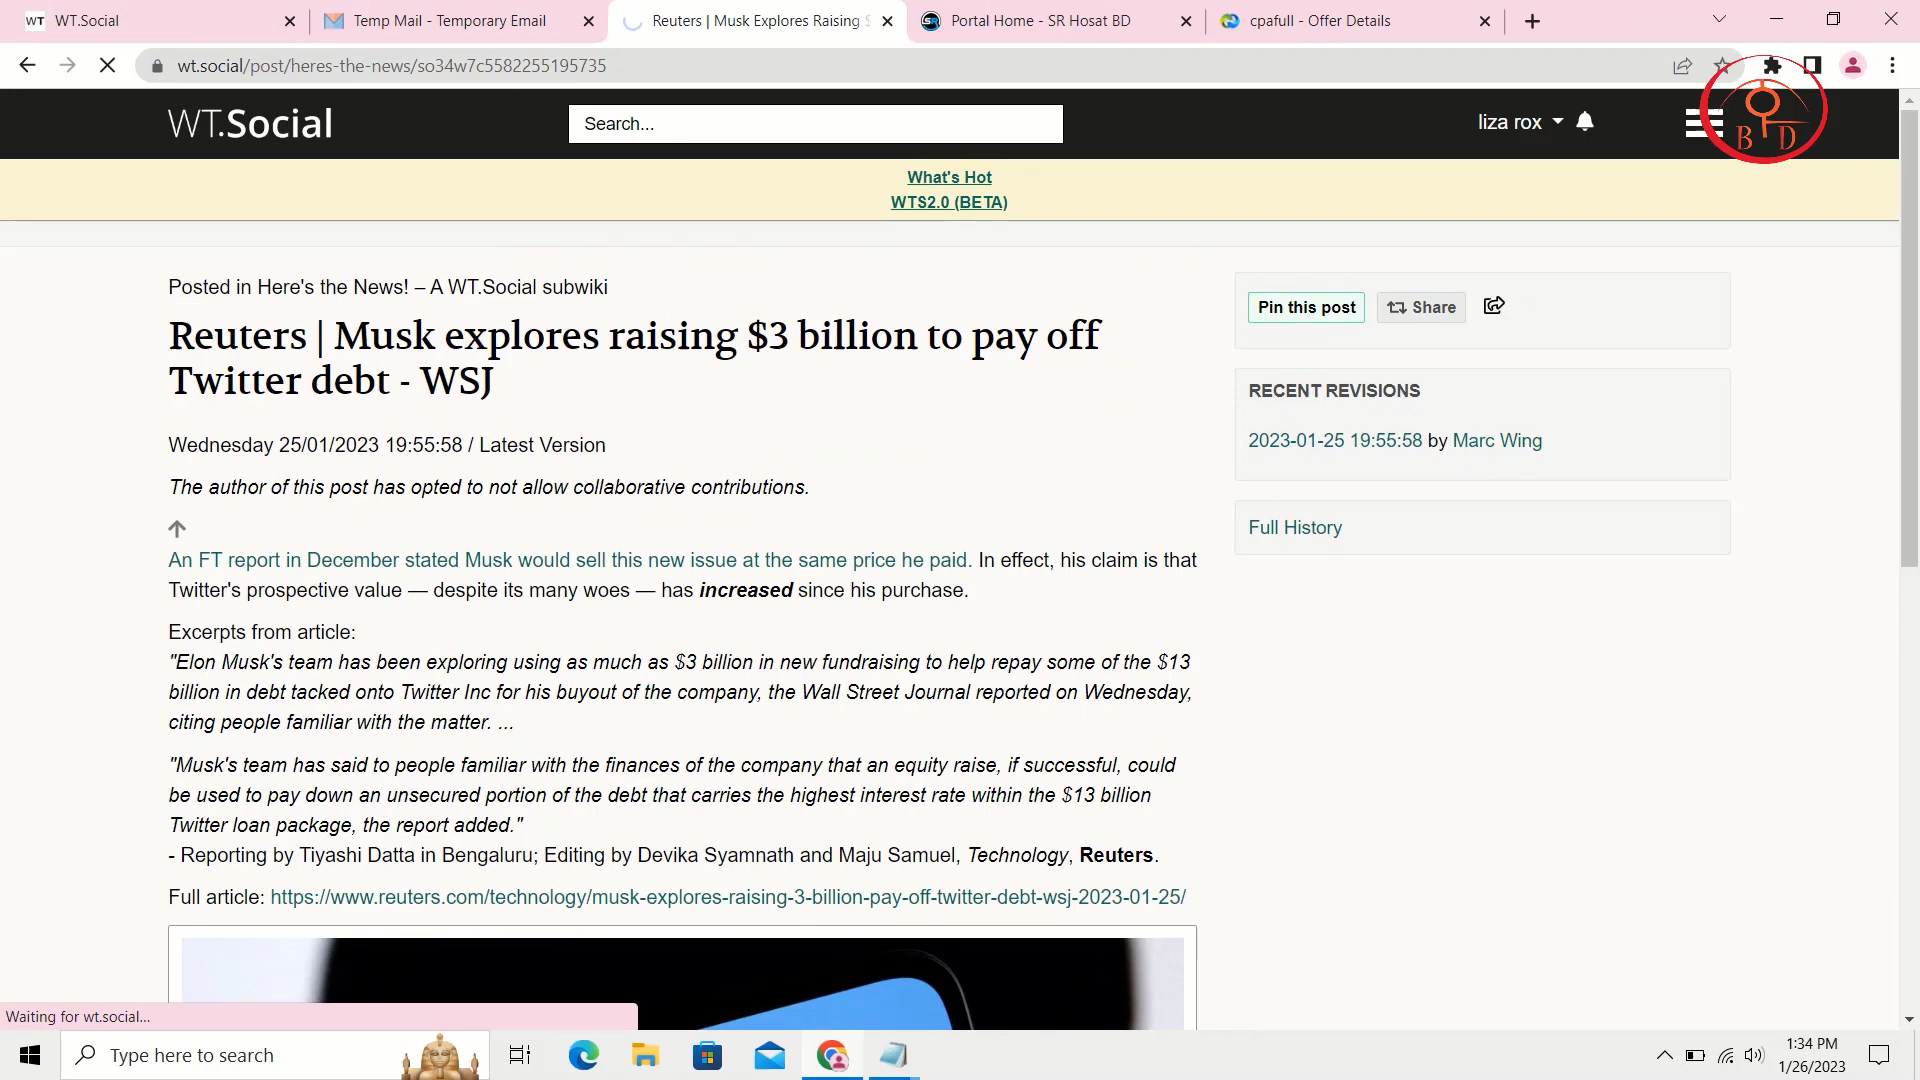 WT.Social
Temp Mail - Temporary Email
Reuters | Musk Explores Raising $
Portal Home - SR Hosat BD
cpafull - Offer Details
wt.social/post/heres-the-news/so34w7c5582255195735
WT.Social
Search...
liza rox
B D
What's Hot
WTS2.0 (BETA)
Posted in Here's the News! – A WT.Social subwiki
Reuters | Musk explores raising $3 billion to pay off
Twitter debt - WSJ
Wednesday 25/01/2023 19:55:58 / Latest Version
The author of this post has opted to not allow collaborative contributions.
An FT report in December stated Musk would sell this new issue at the same price he paid. In effect, his claim is that
Twitter's prospective value — despite its many woes — has increased since his purchase.
Excerpts from article:
"Elon Musk's team has been exploring using as much as $3 billion in new fundraising to help repay some of the $13
billion in debt tacked onto Twitter Inc for his buyout of the company, the Wall Street Journal reported on Wednesday,
citing people familiar with the matter. ...
"Musk's team has said to people familiar with the finances of the company that an equity raise, if successful, could
be used to pay down an unsecured portion of the debt that carries the highest interest rate within the $13 billion
Twitter loan package, the report added."
- Reporting by Tiyashi Datta in Bengaluru; Editing by Devika Syamnath and Maju Samuel, Technology, Reuters.
Full article: https://www.reuters.com/technology/musk-explores-raising-3-billion-pay-off-twitter-debt-wsj-2023-01-25/
Pin this post
Share
RECENT REVISIONS
2023-01-25 19:55:58 by Marc Wing
Full History
Waiting for wt.social...
Type here to search
1:34 PM
1/26/2023